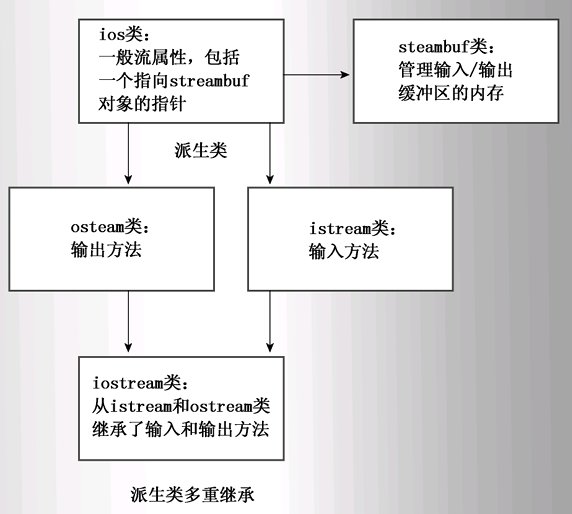 ios类：
一般流属性，包括
一个指向streambuf
对象的指针
steambuf类：
管理输入/输出
缓冲区的内存
派生类
osteam类：
输出方法
istream类：
输入方法
iostream类：
从istream和ostream类
继承了输入和输出方法
派生类多重继承